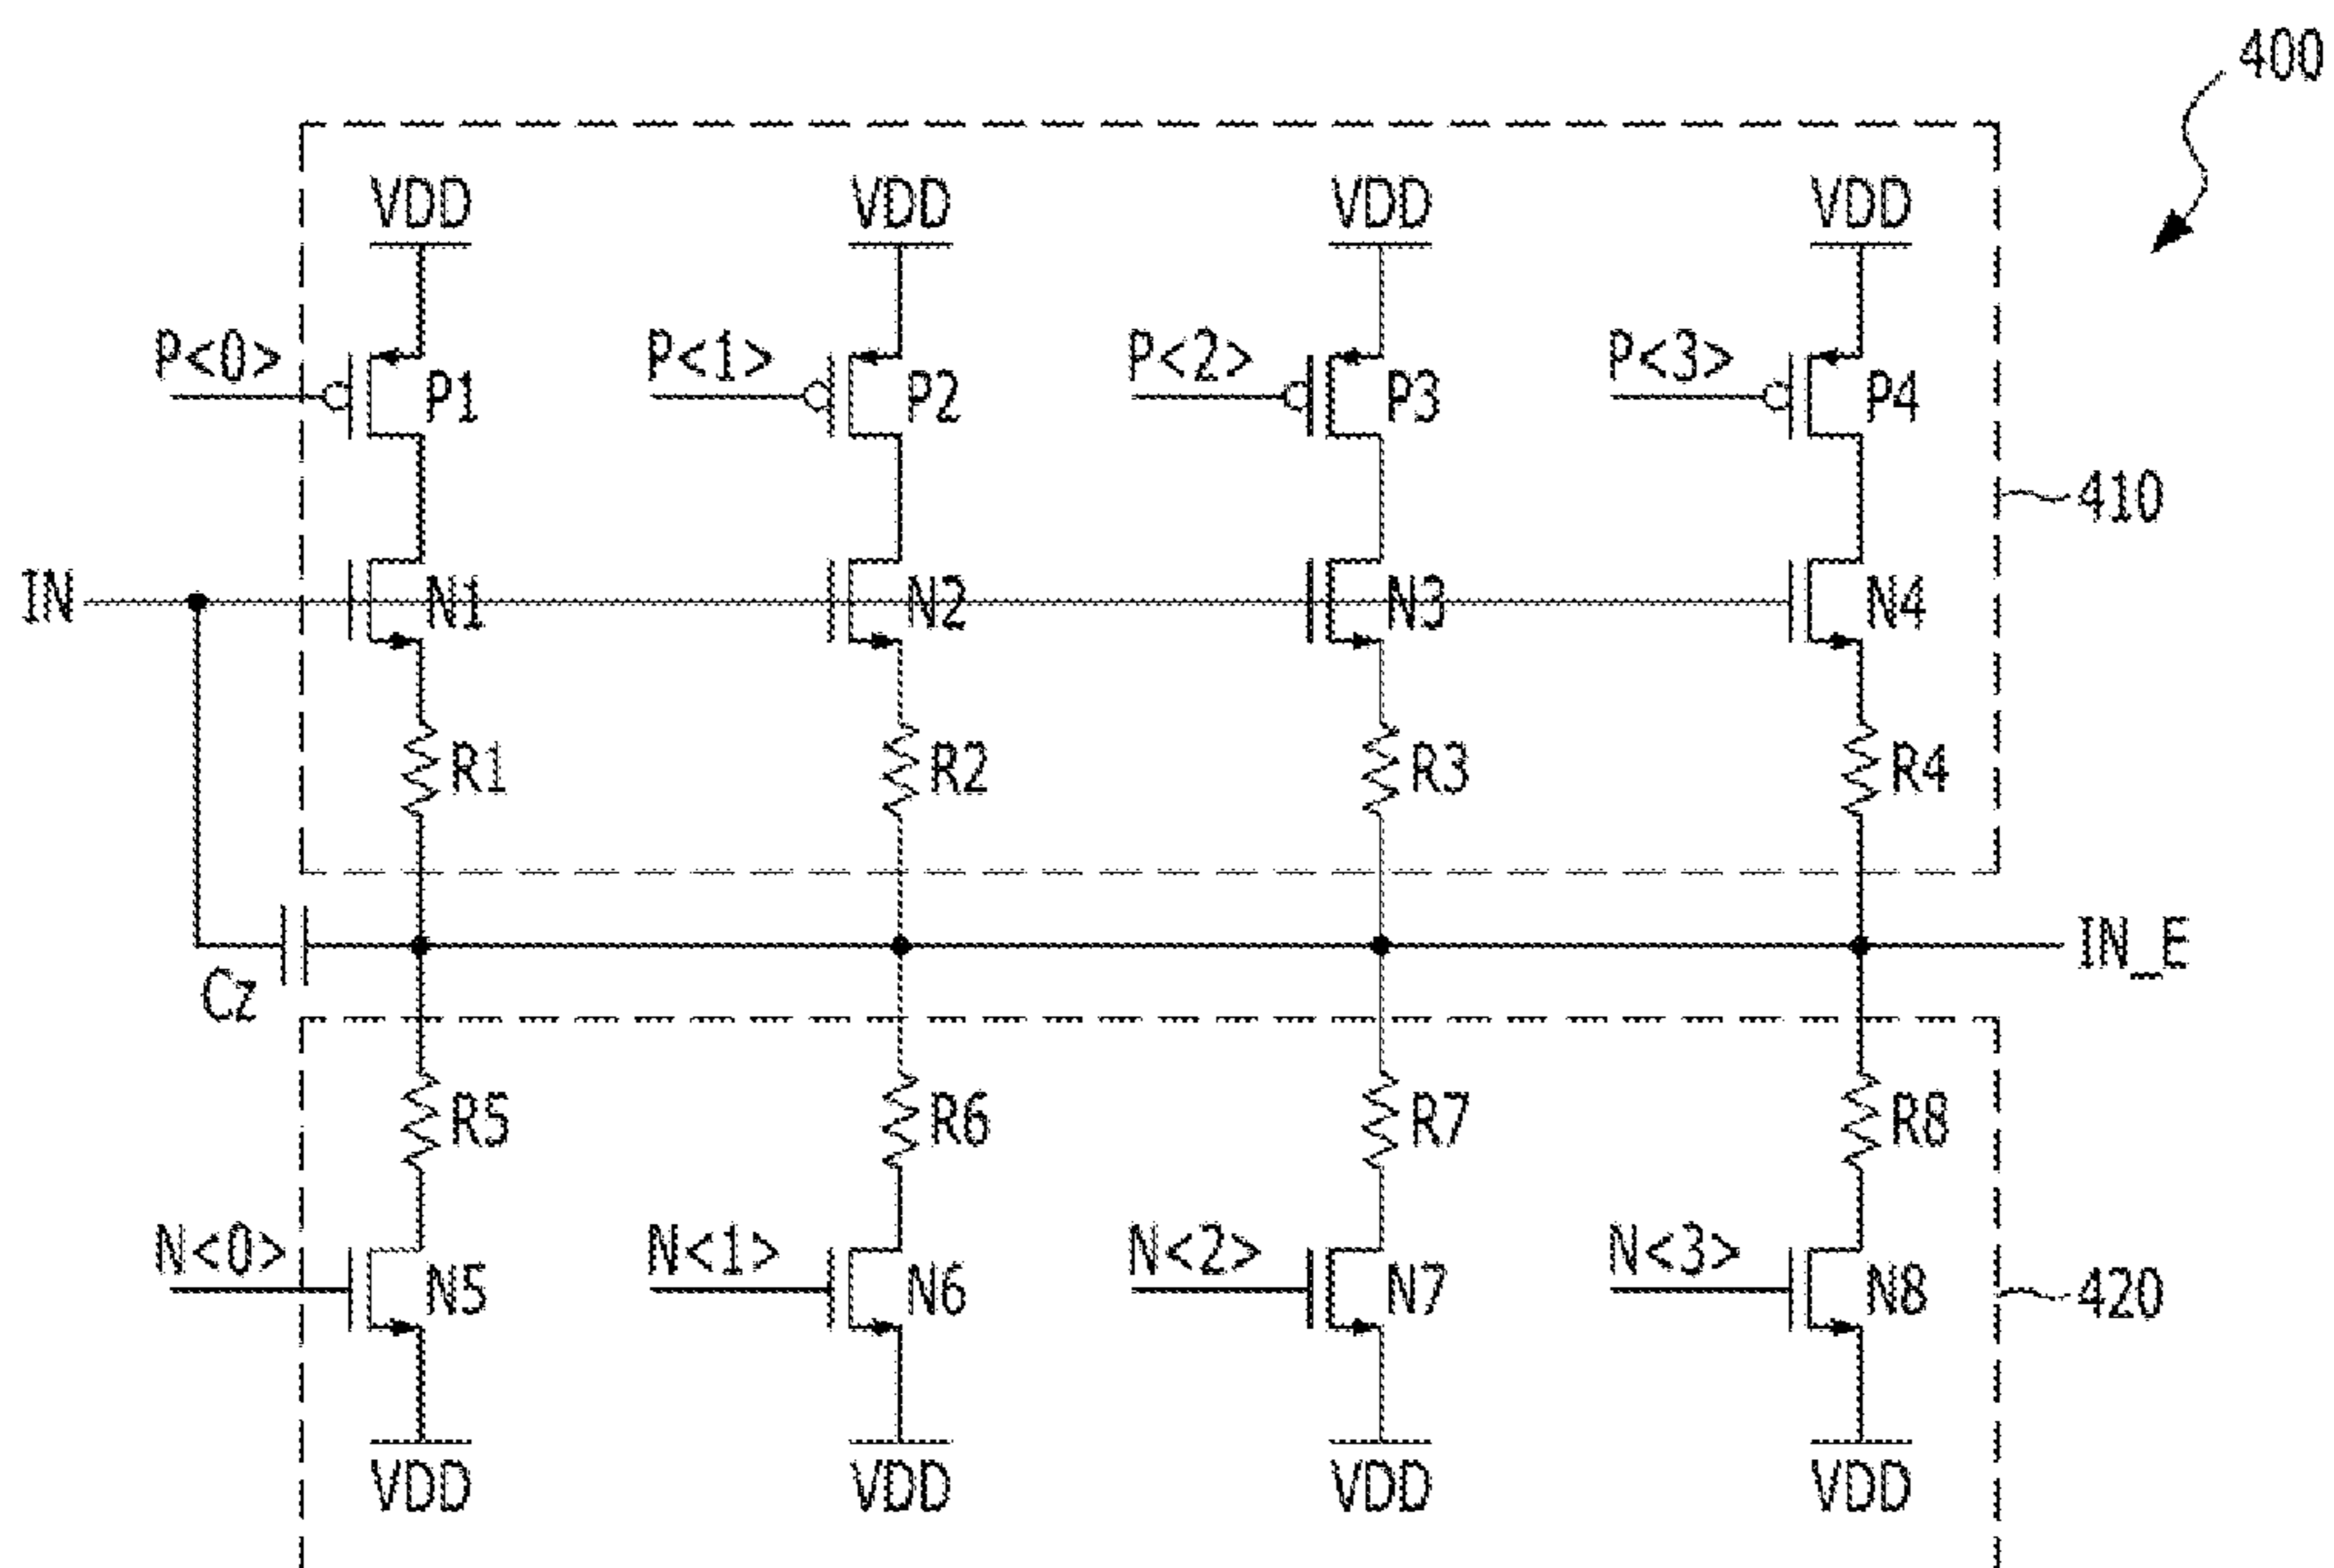 400
VDD VDD VDD VDD
P<0> P<1> P<2> P<3>
P1 P2 P3 P4
410
IN N1 N2 N3 N4
R1 R2 R3 R4
IN_E
Cz
R5 R6 R7 R8
N<0> N<1> N<2> N<3>
N5 N6 N7 N8
420
VDD VDD VDD VDD